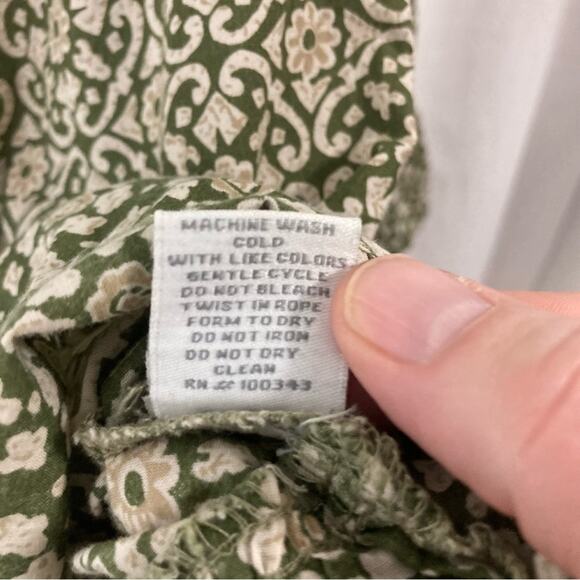 MACHINE WASH
COLD
WITH LIKE COLORS
GENTLE CYCLE
DO NOT BLEACH
TWIST IN ROPE
FORM TO DRY
DO NOT IRON
DO NOT DRY
CLEAN
RN # 100343